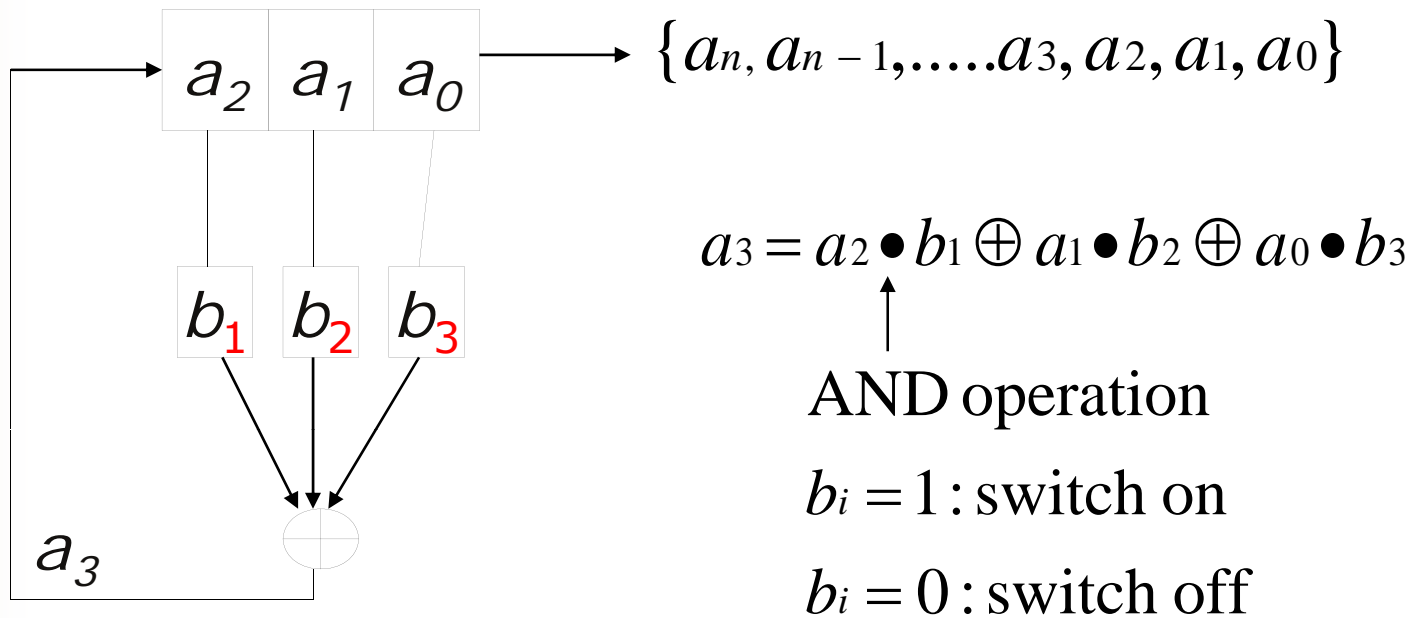 a₂ a₁ a₀
{aₙ, aₙ − ₁,.....a₃, a₂, a₁, a₀}
a₃ = a₂ • b₁ ⊕ a₁ • b₂ ⊕ a₀ • b₃
b₁ b₂ b₃
AND operation
bᵢ = 1 : switch on
a₃
bᵢ = 0 : switch off